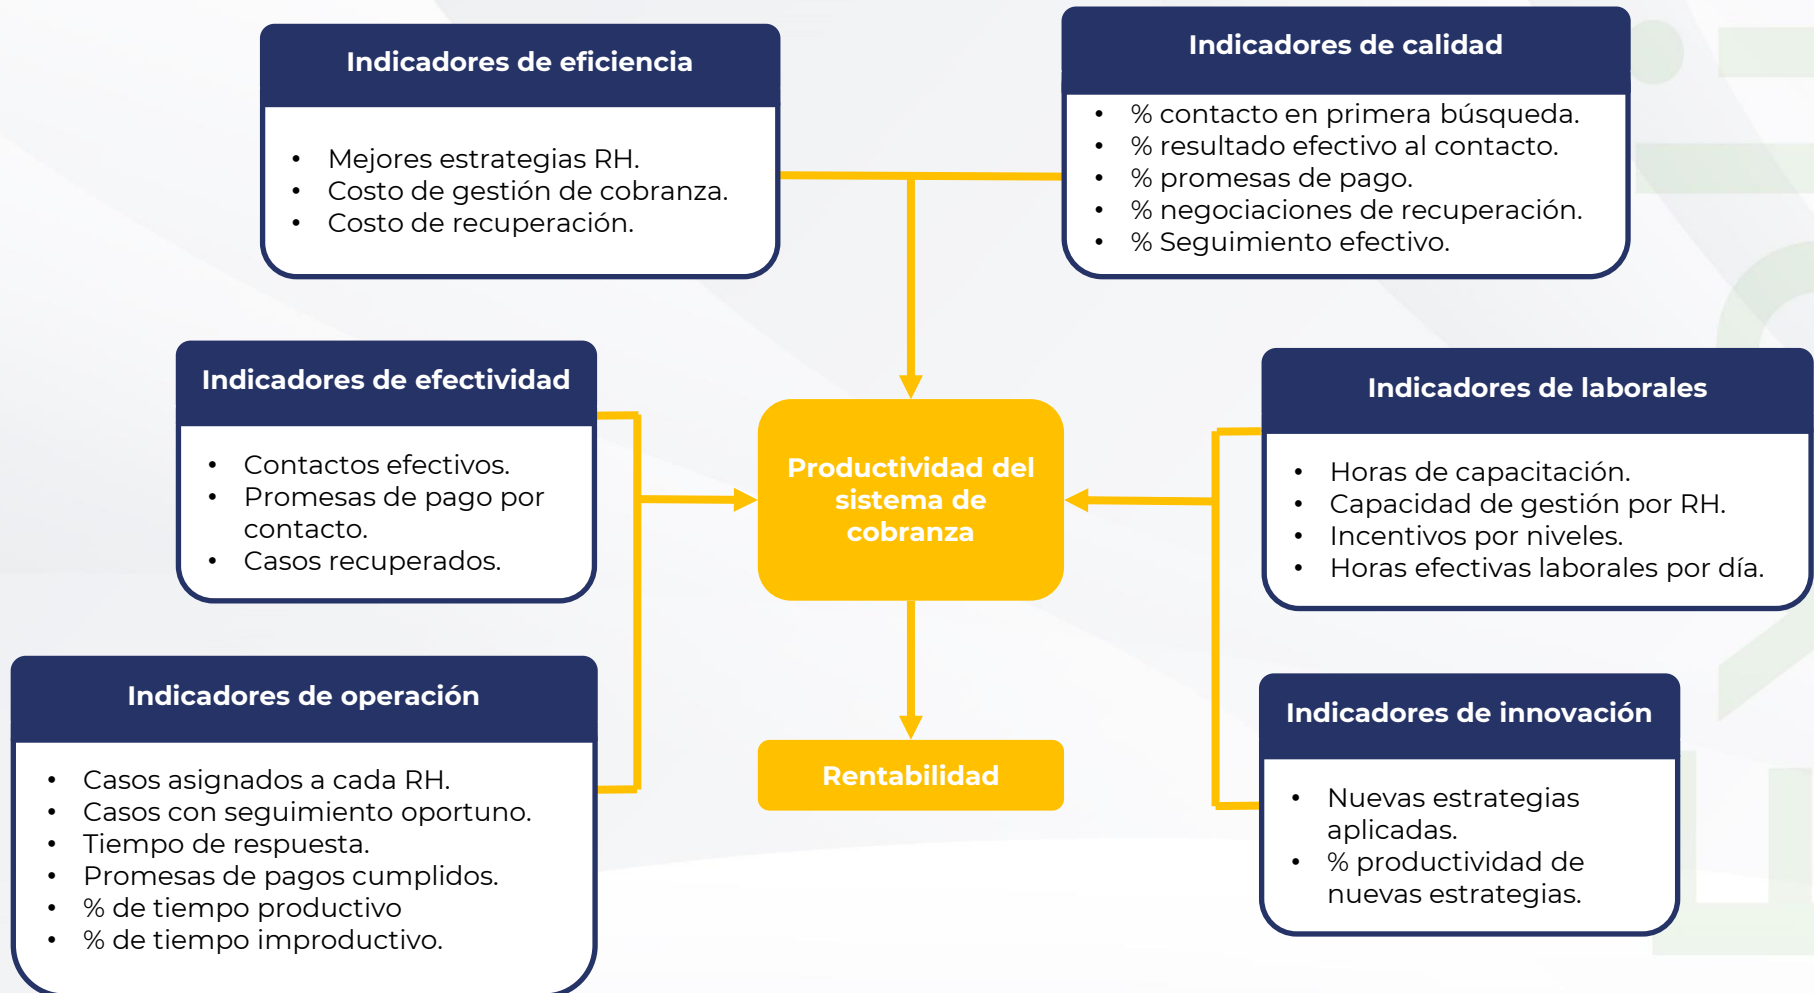 Indicadores de eficiencia
• Mejores estrategias RH.
• Costo de gestión de cobranza.
• Costo de recuperación.
Indicadores de calidad
• % contacto en primera búsqueda.
• % resultado efectivo al contacto.
• % promesas de pago.
• % negociaciones de recuperación.
• % Seguimiento efectivo.
Indicadores de efectividad
• Contactos efectivos.
• Promesas de pago por
contacto.
• Casos recuperados.
Productividad del
sistema de
cobranza
Indicadores de laborales
• Horas de capacitación.
• Capacidad de gestión por RH.
• Incentivos por niveles.
• Horas efectivas laborales por día.
Indicadores de operación
• Casos asignados a cada RH.
• Casos con seguimiento oportuno.
• Tiempo de respuesta.
• Promesas de pagos cumplidos.
• % de tiempo productivo
• % de tiempo improductivo.
Rentabilidad
Indicadores de innovación
• Nuevas estrategias
aplicadas.
• % productividad de
nuevas estrategias.